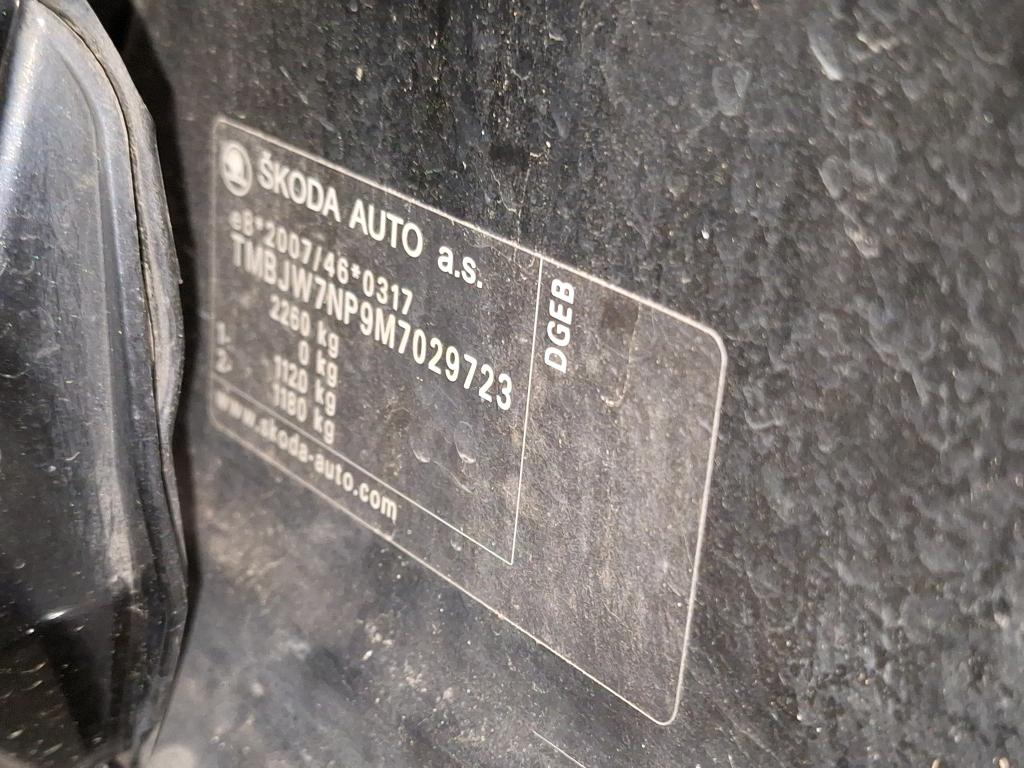 ŠKODA AUTO a.s.
e8*2007/46*0317
TMBJW7NP9M7029723
2260 kg
0 kg
1- 1120 kg
2- 1180 kg
www.skoda-auto.com
DGEB